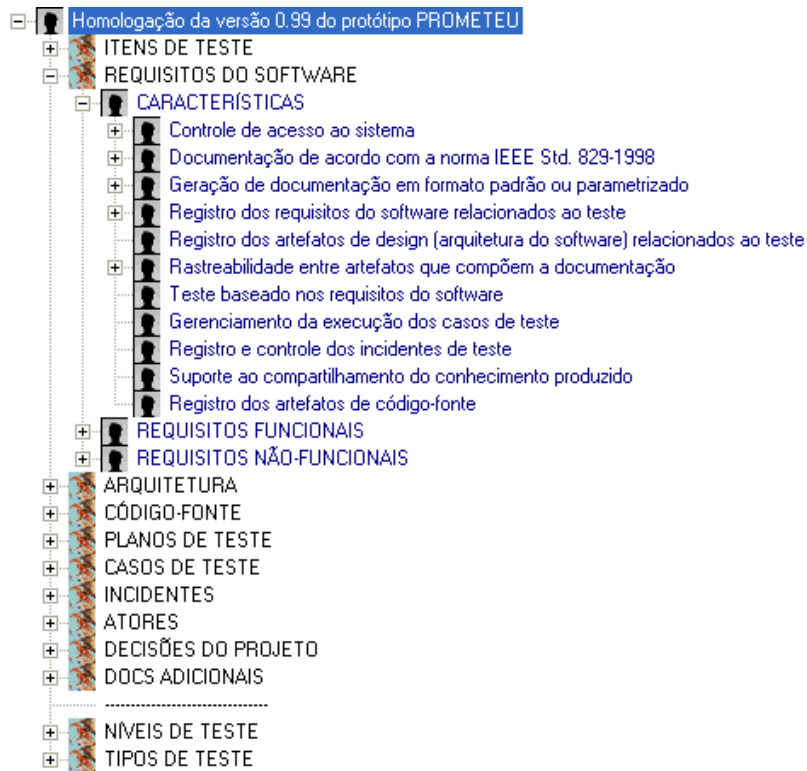 Homologação da versão 0.99 do protótipo PROMETEU
ITENS DE TESTE
REQUISITOS DO SOFTWARE
CARACTERÍSTICAS
Controle de acesso ao sistema
Documentação de acordo com a norma IEEE Std. 829-1998
Geração de documentação em formato padrão ou parametrizado
Registro dos requisitos do software relacionados ao teste
Registro dos artefatos de design (arquitetura do software) relacionados ao teste
Rastreabilidade entre artefatos que compõem a documentação
Teste baseado nos requisitos do software
Gerenciamento da execução dos casos de teste
Registro e controle dos incidentes de teste
Suporte ao compartilhamento do conhecimento produzido
Registro dos artefatos de código-fonte
REQUISITOS FUNCIONAIS
REQUISITOS NÃO-FUNCIONAIS
ARQUITETURA
CÓDIGO-FONTE
PLANOS DE TESTE
CASOS DE TESTE
INCIDENTES
ATORES
DECISÕES DO PROJETO
DOCS ADICIONAIS
-------------------------------
NÍVEIS DE TESTE
TIPOS DE TESTE